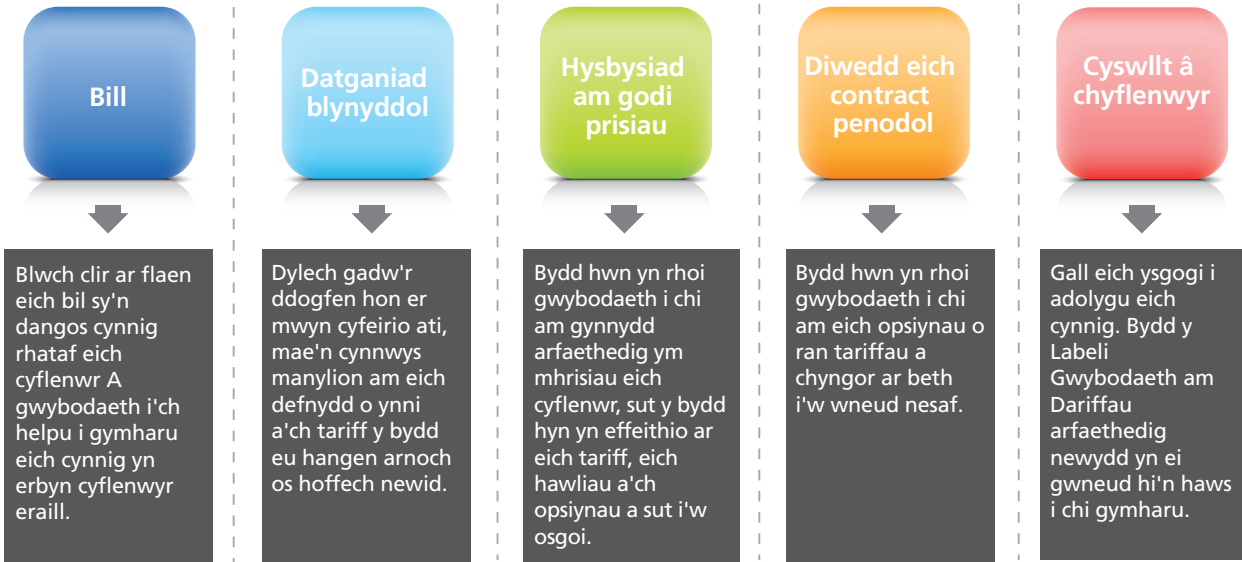 Bill
Blwch clir ar flaen
eich bil sy'n
dangos cynnig
rhataf eich
cyflenwr A
gwybodaeth i'ch
helpu i gymharu
eich cynnig yn
erbyn cyflenwyr
eraill.
Datganiad
blynyddol
Dylech gadw'r
ddogfen hon er
mwyn cyfeirio ati,
mae'n cynnwys
manylion am eich
defnydd o ynni
a'ch tariff y bydd
eu hangen arnoch
os hoffech newid.
Hysbysiad
am godi
prisiau
Bydd hwn yn rhoi
gwybodaeth i chi
am gynnydd
arfaethedig ym
mhrisiau eich
cyflenwr, sut y bydd
hyn yn effeithio ar
eich tariff, eich
hawliau a'ch
opsiynau a sut i'w
osgoi.
Diwedd eich
contract
penodol
Bydd hwn yn rhoi
gwybodaeth i chi
am eich opsiynau o
ran tariffau a
chyngor ar beth
i'w wneud nesaf.
Cyswllt â
chyflenwyr
Gall eich ysgogi i
adolygu eich
cynnig. Bydd y
Labeli
Gwybodaeth am
Dariffau
arfaethedig
newydd yn ei
gwneud hi'n haws
i chi gymharu.